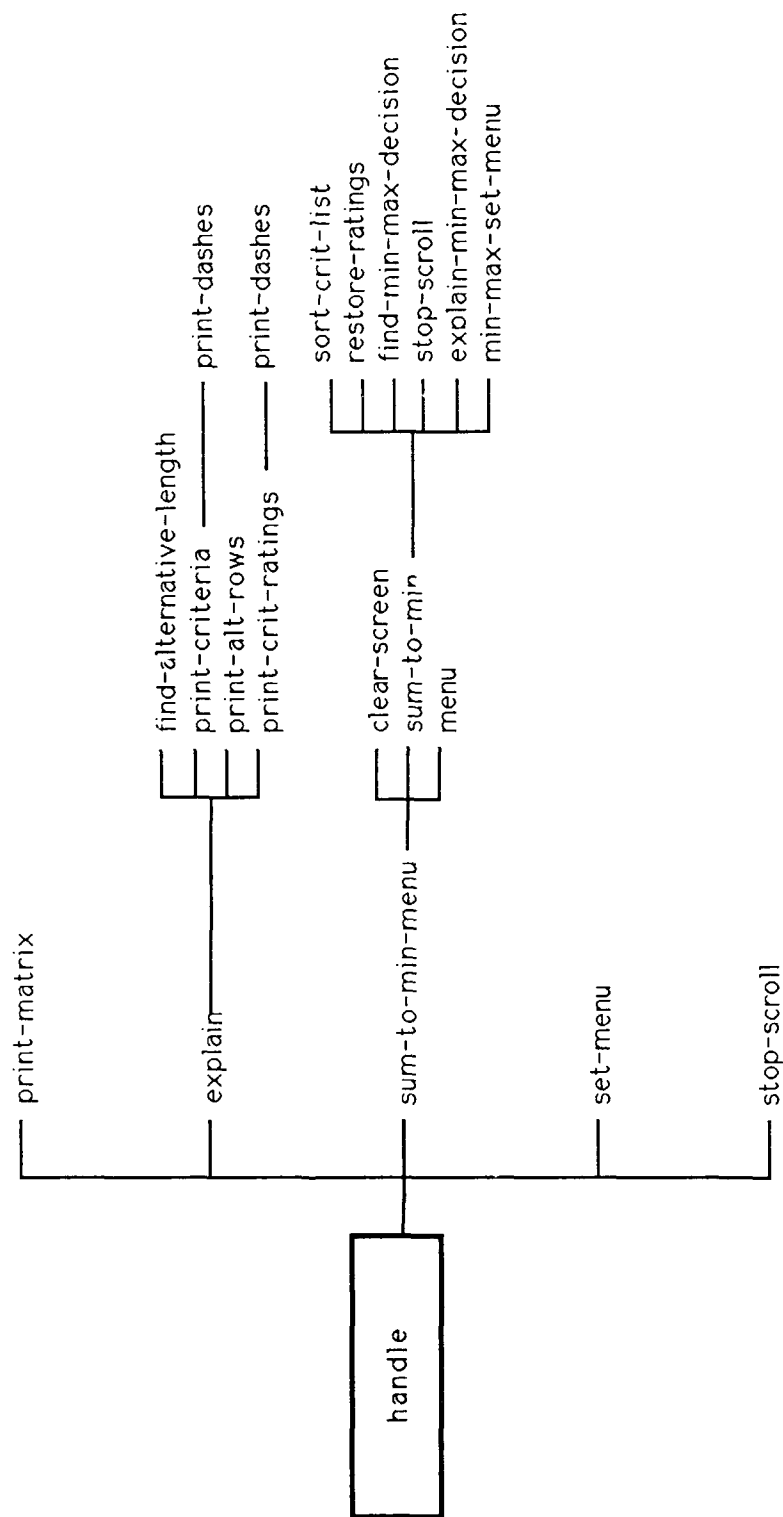 handle
print-matrix
explain
find-alternative-length
print-criteria
print-dashes
print-alt-rows
print-crit-ratings
print-dashes
sum-to-min-menu
clear-screen
sum-to-min
sort-crit-list
restore-ratings
find-min-max-decision
stop-scroll
explain-min-max-decision
min-max-set-menu
menu
set-menu
stop-scroll